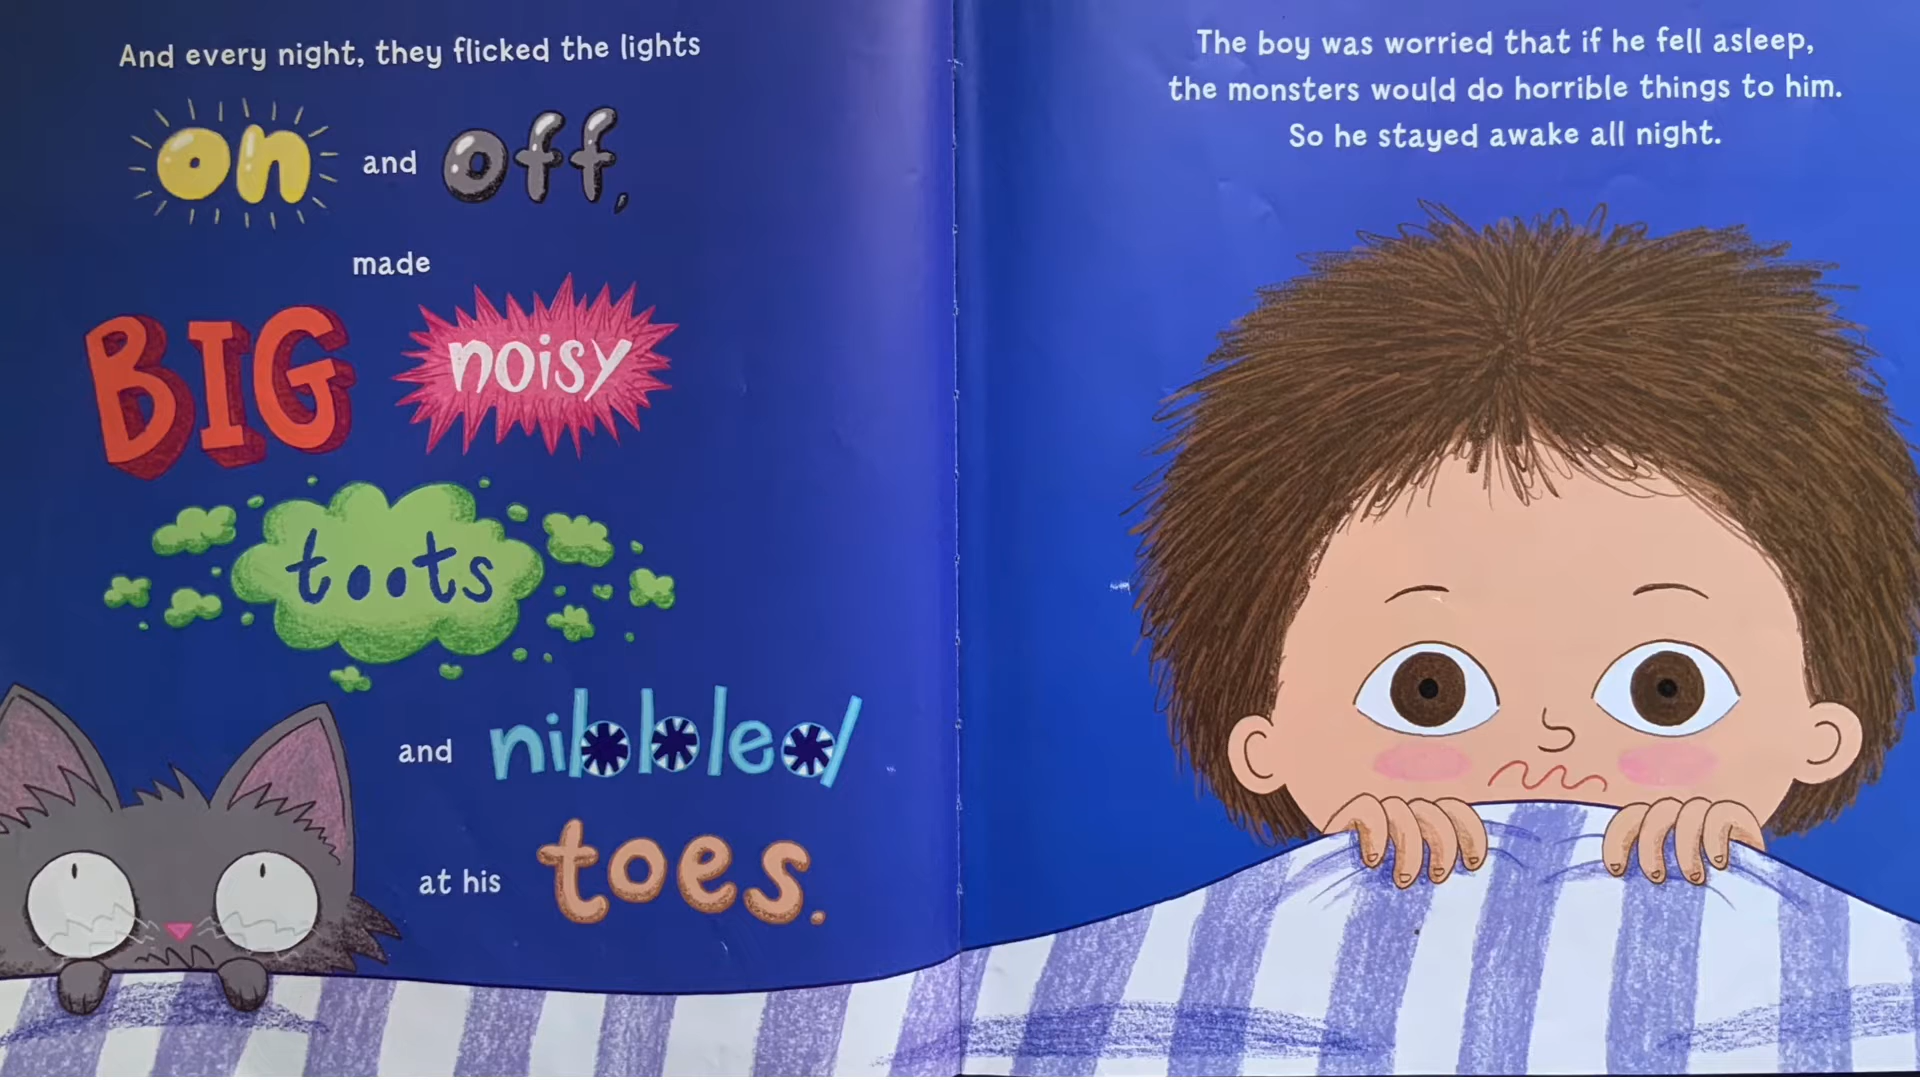 And every night, they flicked the lights
on and off,
made
BIG noisy
toots
and nibbled
at his toes.
The boy was worried that if he fell asleep,
the monsters would do horrible things to him.
So he stayed awake all night.